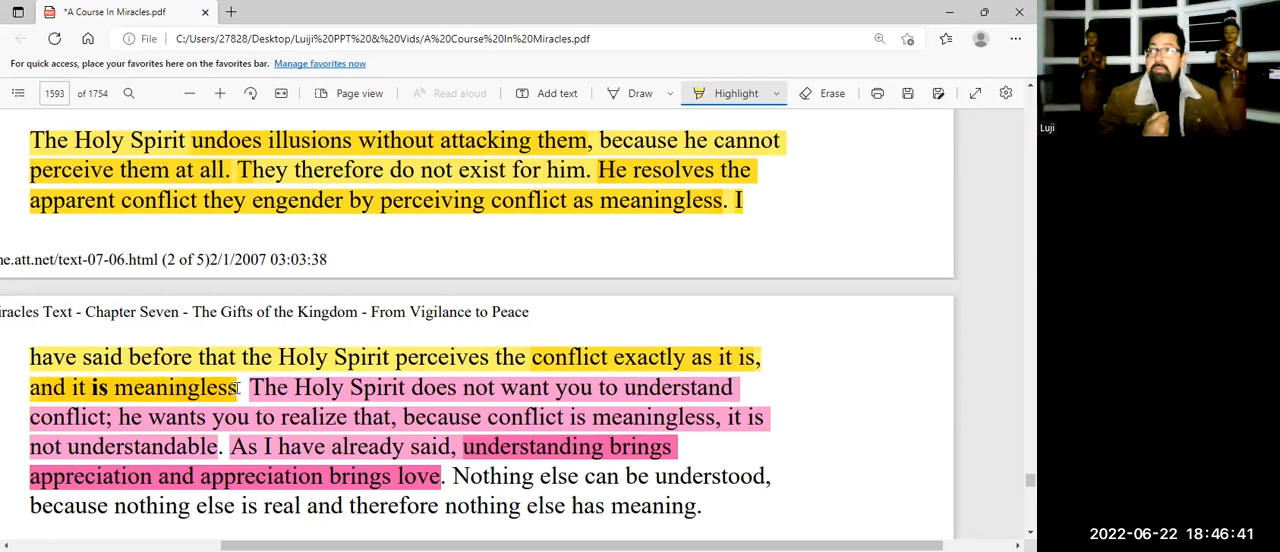 *A Course In Miracles.pdf
File
C:/Users/27828/Desktop/Luiji%20PPT%20&%20Vids/A%20Course%20In%20Miracles.pdf
For quick access, place your favorites here on the favorites bar. Manage favorites now
1593 of 1754
Page view
Read aloud
Add text
Draw
Highlight
Erase
The Holy Spirit undoes illusions without attacking them, because he cannot
perceive them at all. They therefore do not exist for him. He resolves the
apparent conflict they engender by perceiving conflict as meaningless. I
ne.att.net/text-07-06.html (2 of 5)2/1/2007 03:03:38
iracles Text - Chapter Seven - The Gifts of the Kingdom - From Vigilance to Peace
have said before that the Holy Spirit perceives the conflict exactly as it is,
and it is meaningless
The Holy Spirit does not want you to understand
conflict; he wants you to realize that, because conflict is meaningless, it is
not understandable. As I have already said, understanding brings
appreciation and appreciation brings love. Nothing else can be understood,
because nothing else is real and therefore nothing else has meaning.
Luji
2022-06-22 18:46:41